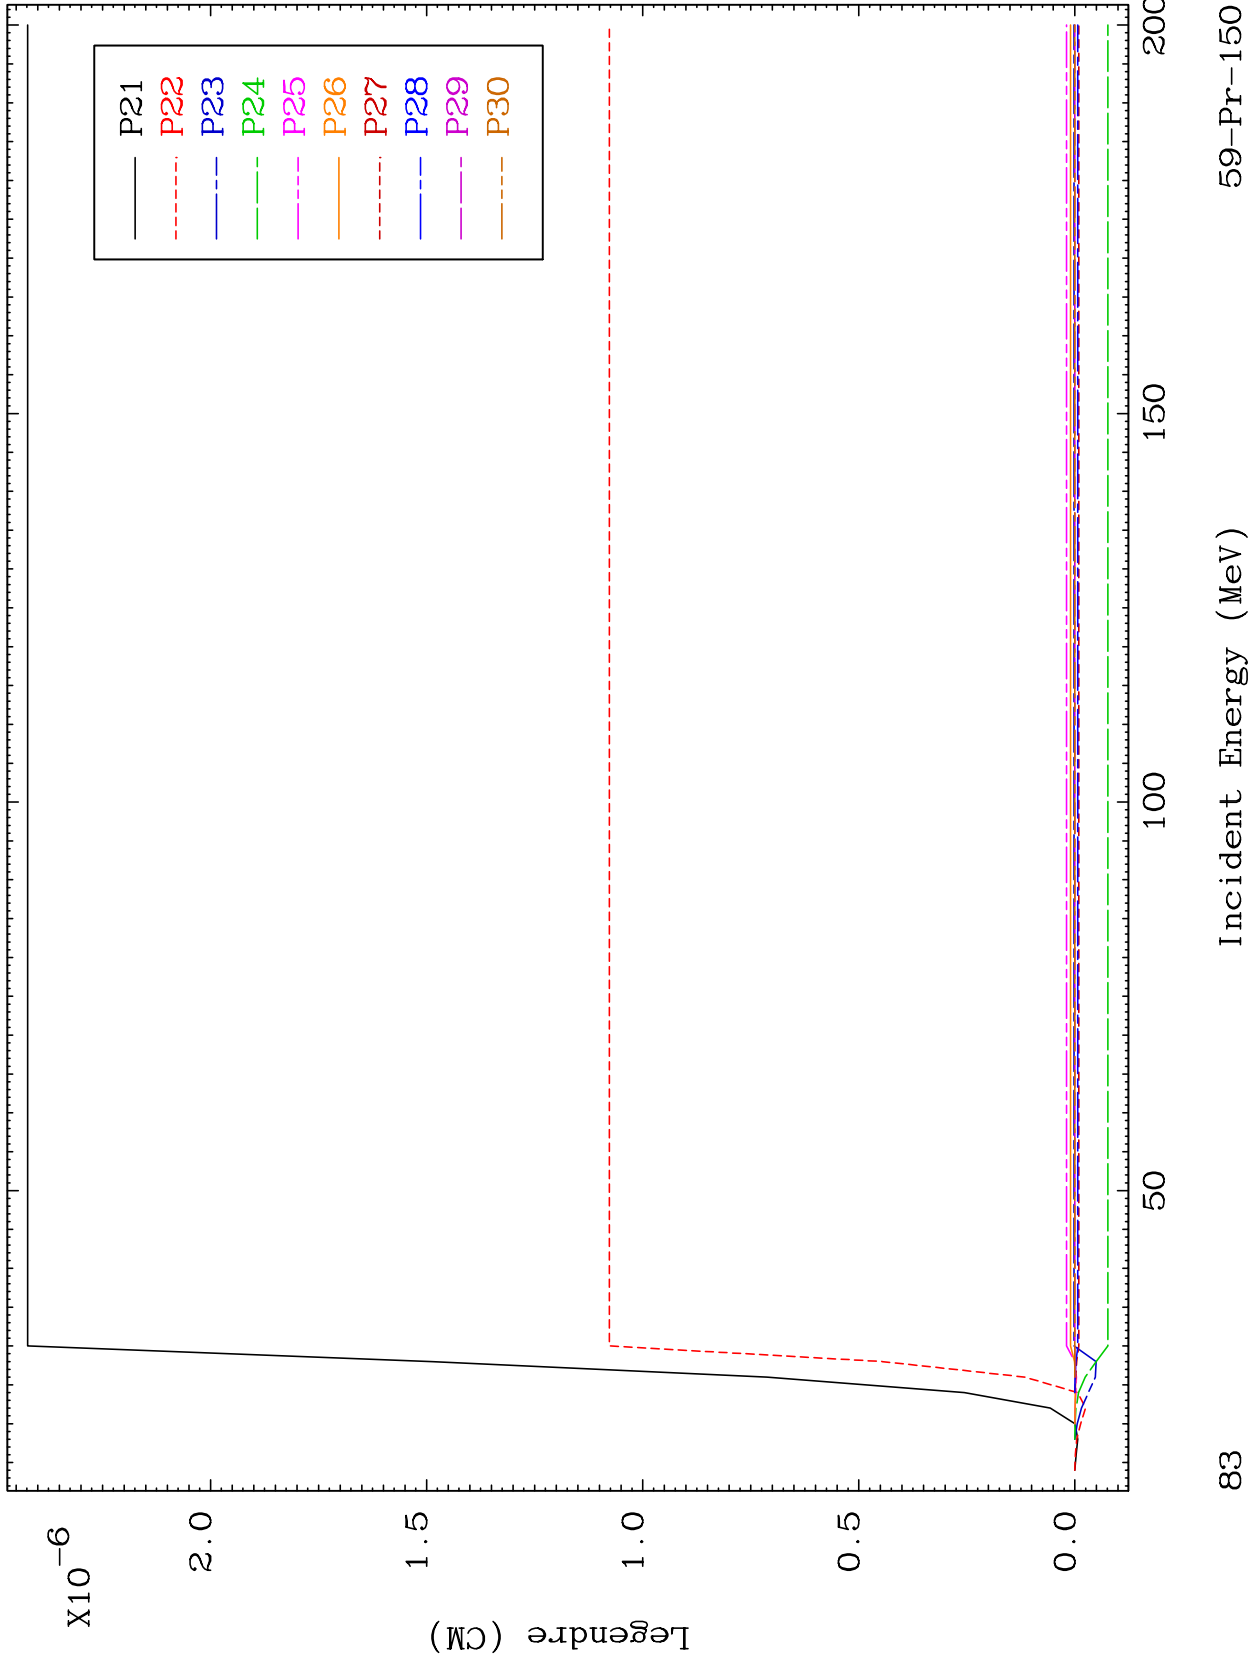 X10−6
Legendre (CM)
2.0
1.5
1.0
0.5
0.0
P21
P22
P23
P24
P25
P26
P27
P28
P29
P30
50
100
150
200
Incident Energy (MeV)
83
59−Pr−150